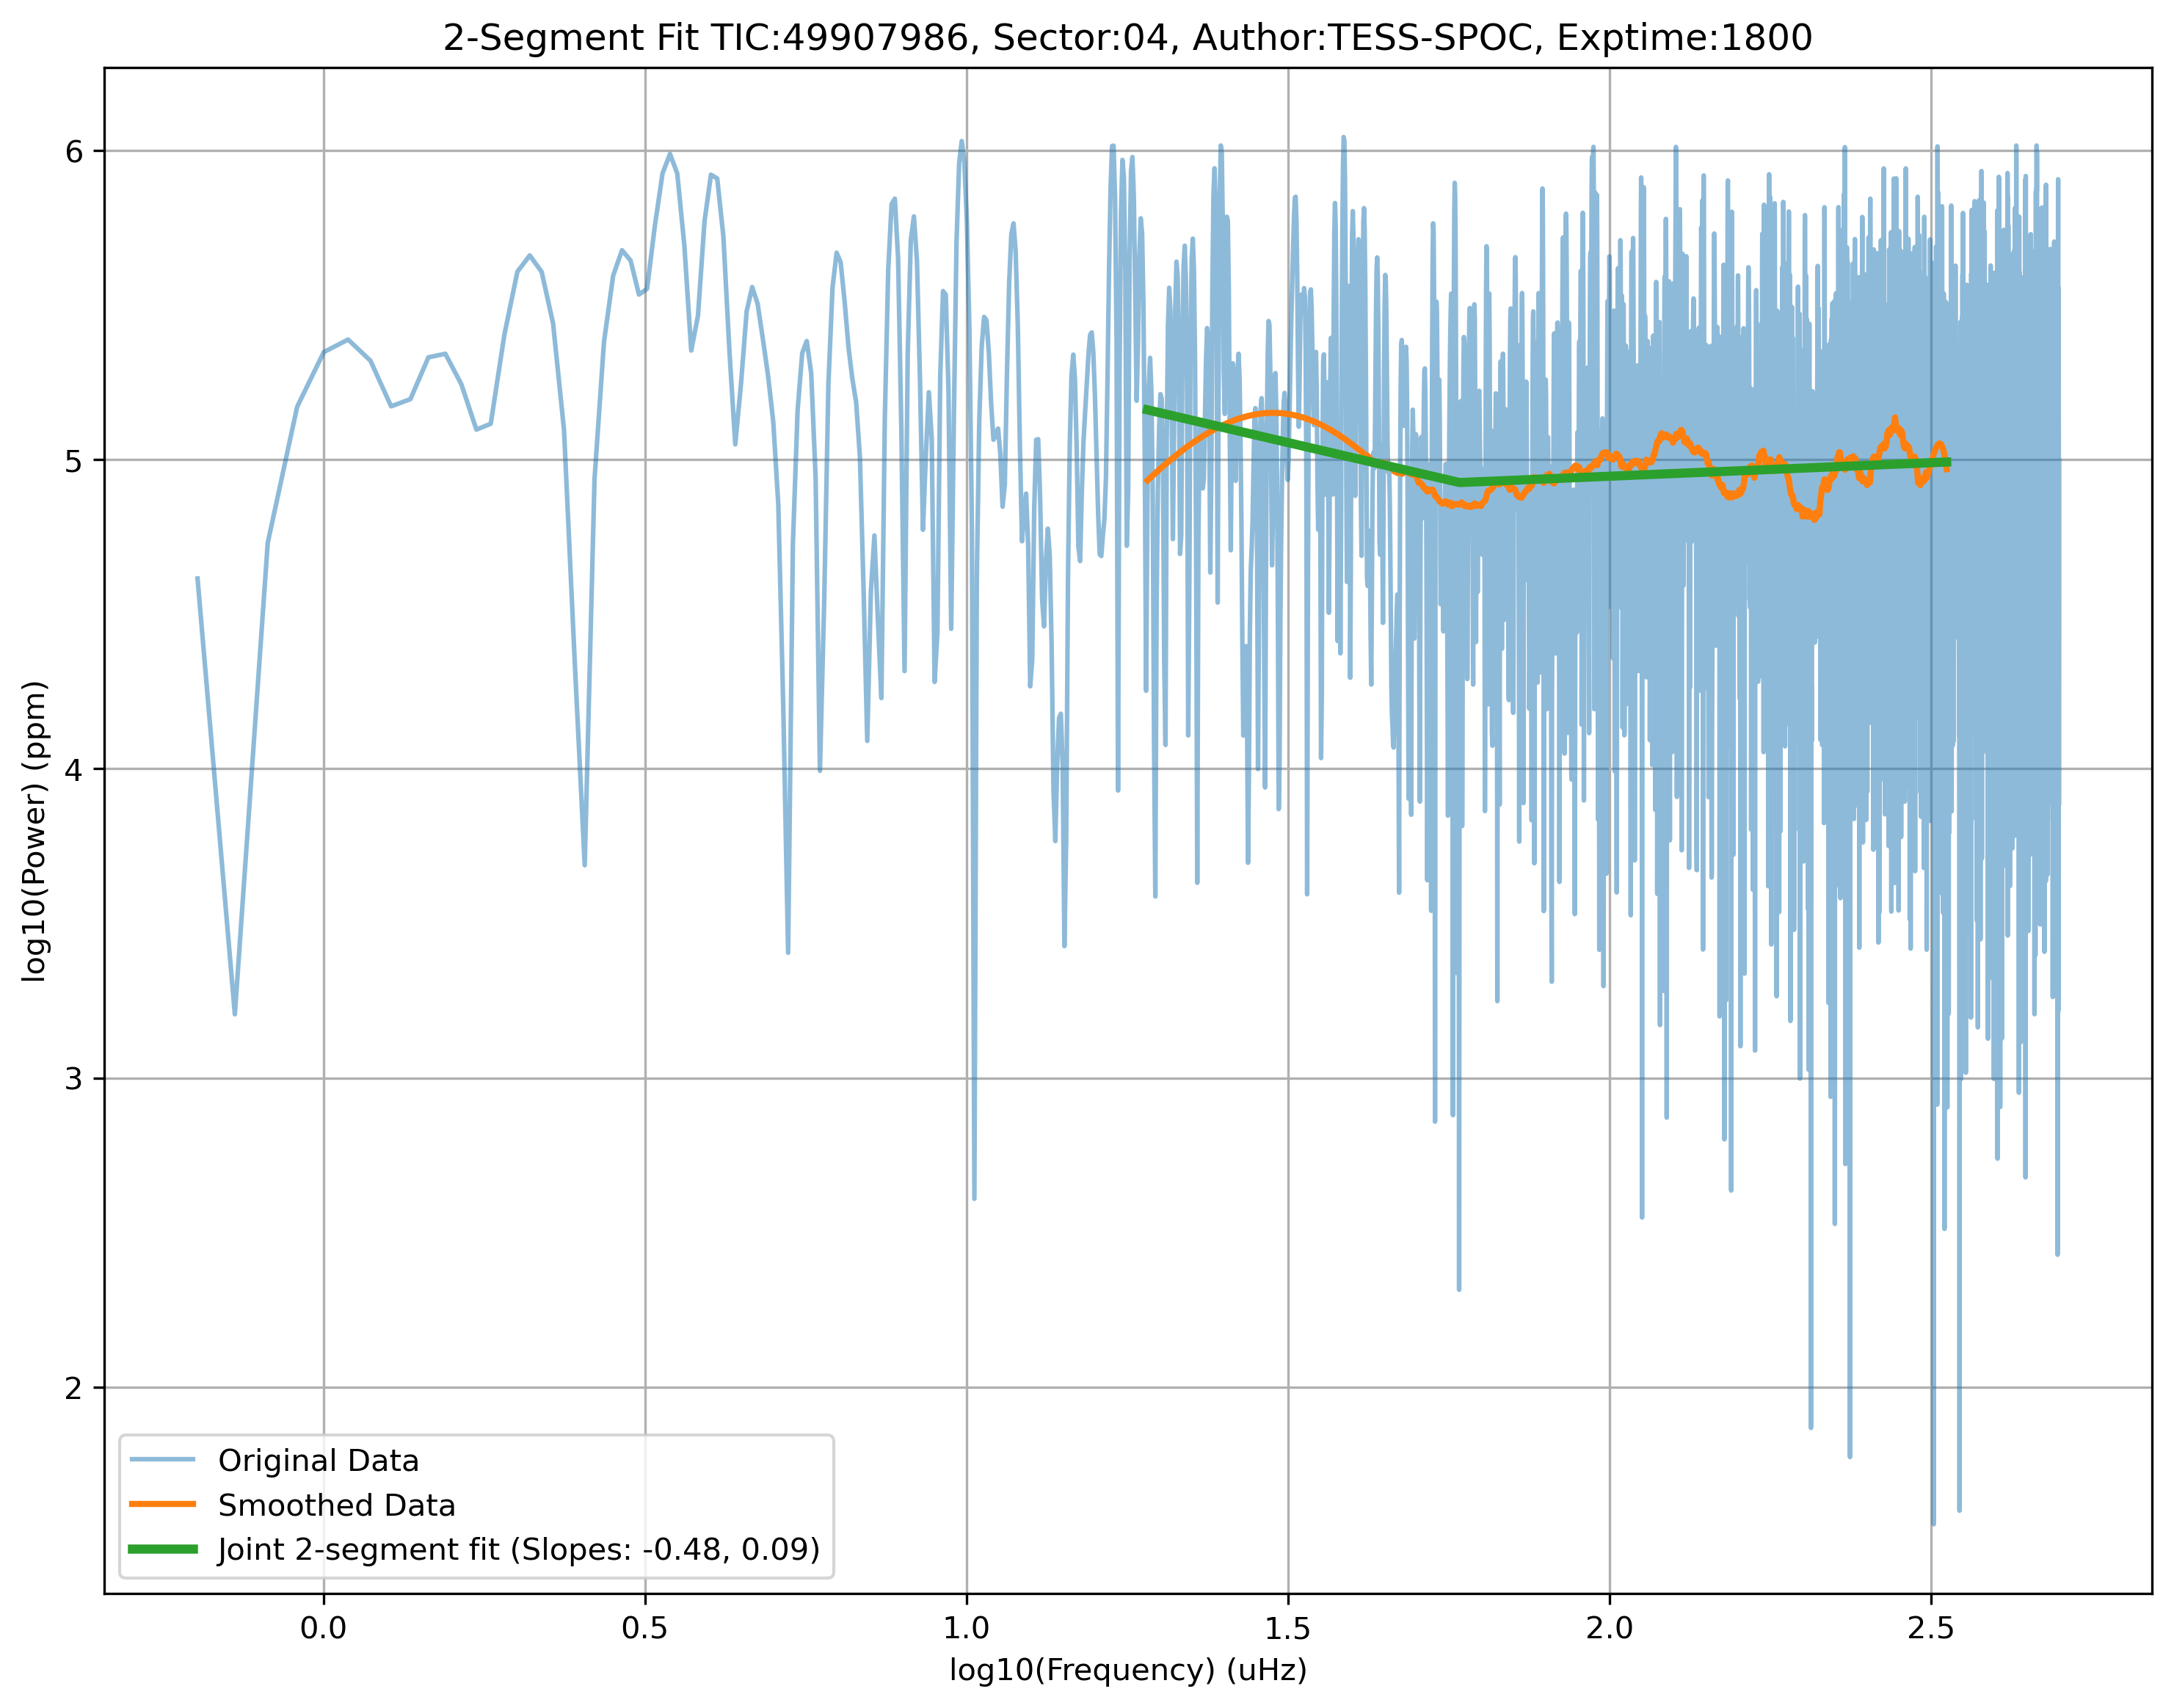 2-Segment Fit TIC:49907986, Sector:04, Author:TESS-SPOC, Exptime:1800
log10(Power) (ppm)
6
5
4
3
2
Original Data
Smoothed Data
Joint 2-segment fit (Slopes: -0.48, 0.09)
0.0 0.5 1.0 1.5 2.0 2.5
log10(Frequency) (uHz)